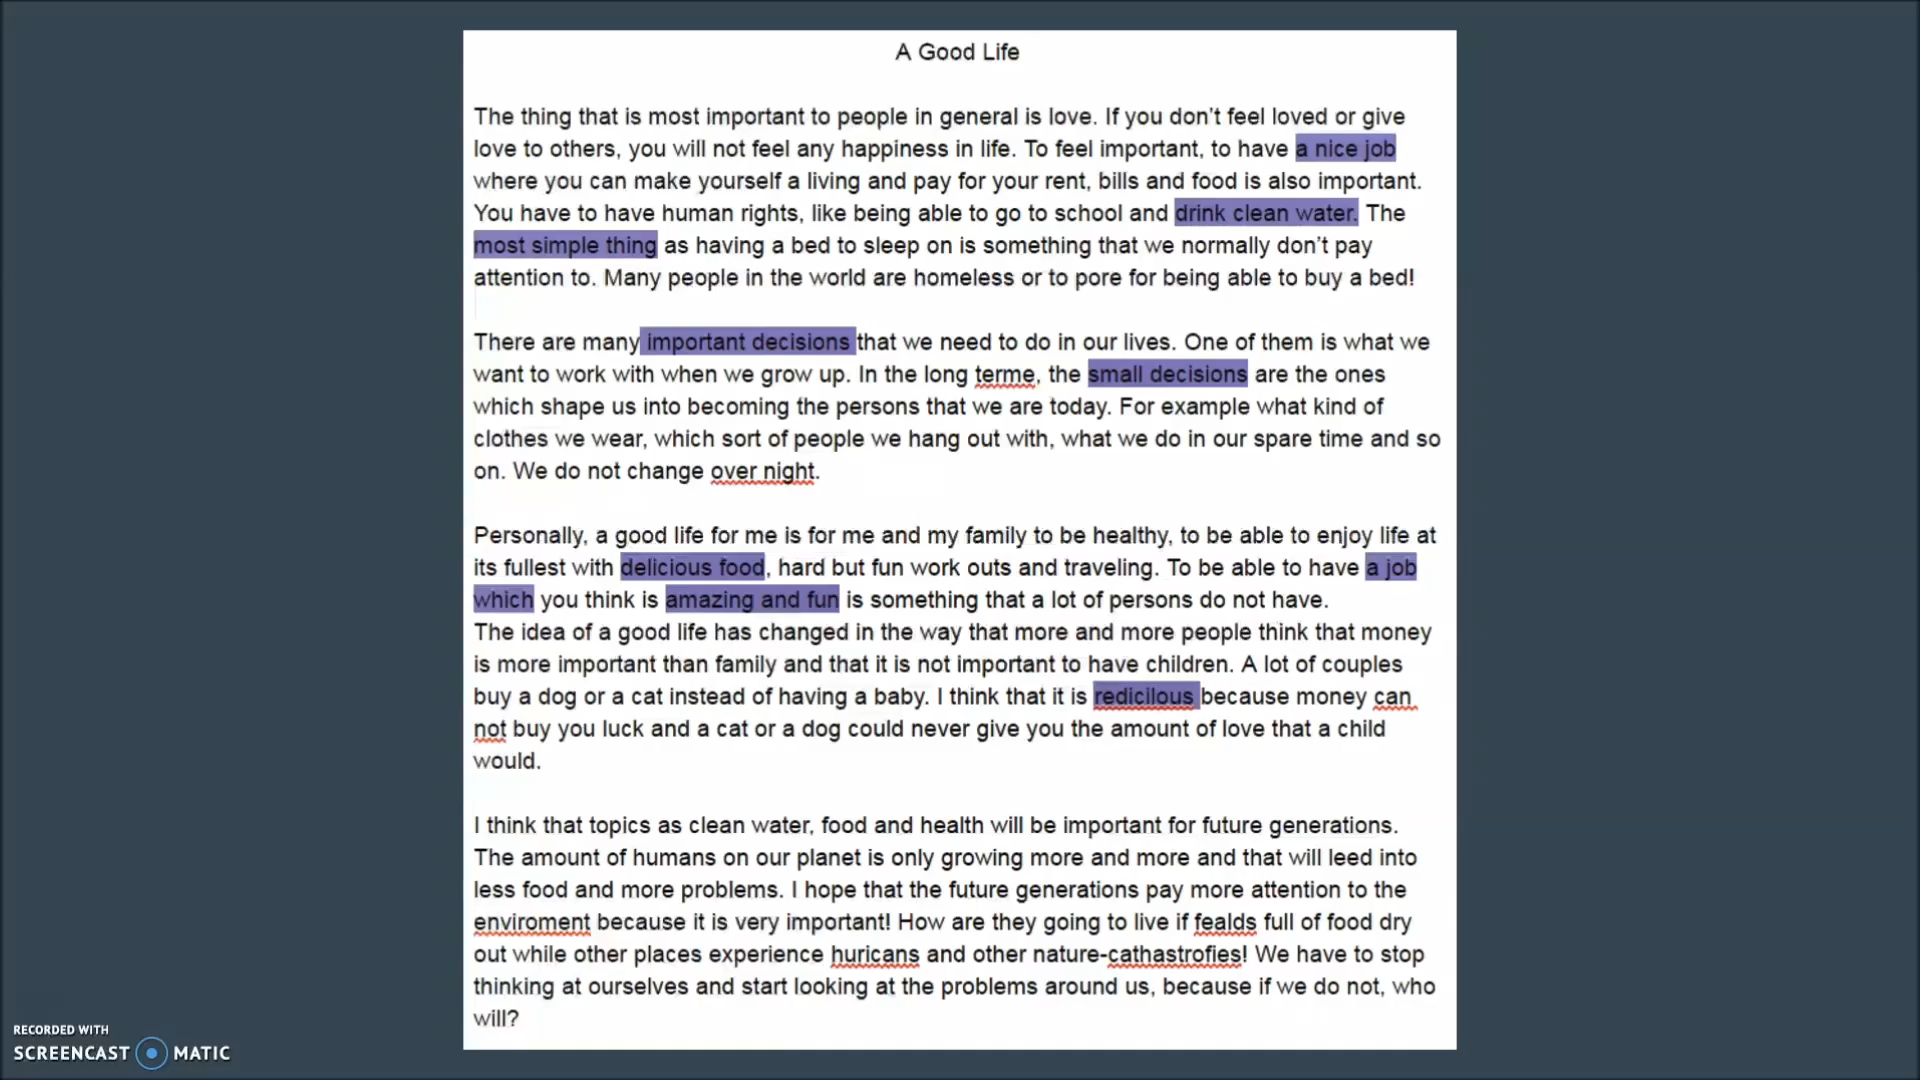 A Good Life
The thing that is most important to people in general is love. If you don't feel loved or give
love to others, you will not feel any happiness in life. To feel important, to have a nice job
where you can make yourself a living and pay for your rent, bills and food is also important.
You have to have human rights, like being able to go to school and drink clean water. The
most simple thing as having a bed to sleep on is something that we normally don't pay
attention to. Many people in the world are homeless or to pore for being able to buy a bed!
There are many important decisions that we need to do in our lives. One of them is what we
want to work with when we grow up. In the long terme, the small decisions are the ones
which shape us into becoming the persons that we are today. For example what kind of
clothes we wear, which sort of people we hang out with, what we do in our spare time and so
on. We do not change over night.
Personally, a good life for me is for me and my family to be healthy, to be able to enjoy life at
its fullest with delicious food, hard but fun work outs and traveling. To be able to have a job
which you think is amazing and fun is something that a lot of persons do not have.
The idea of a good life has changed in the way that more and more people think that money
is more important than family and that it is not important to have children. A lot of couples
buy a dog or a cat instead of having a baby. I think that it is redicilous because money can
not buy you luck and a cat or a dog could never give you the amount of love that a child
would.
I think that topics as clean water, food and health will be important for future generations.
The amount of humans on our planet is only growing more and more and that will leed into
less food and more problems. I hope that the future generations pay more attention to the
enviroment because it is very important! How are they going to live if fealds full of food dry
out while other places experience huricans and other nature-cathastrofies! We have to stop
thinking at ourselves and start looking at the problems around us, because if we do not, who
will?
RECORDED WITH
SCREENCAST MATIC